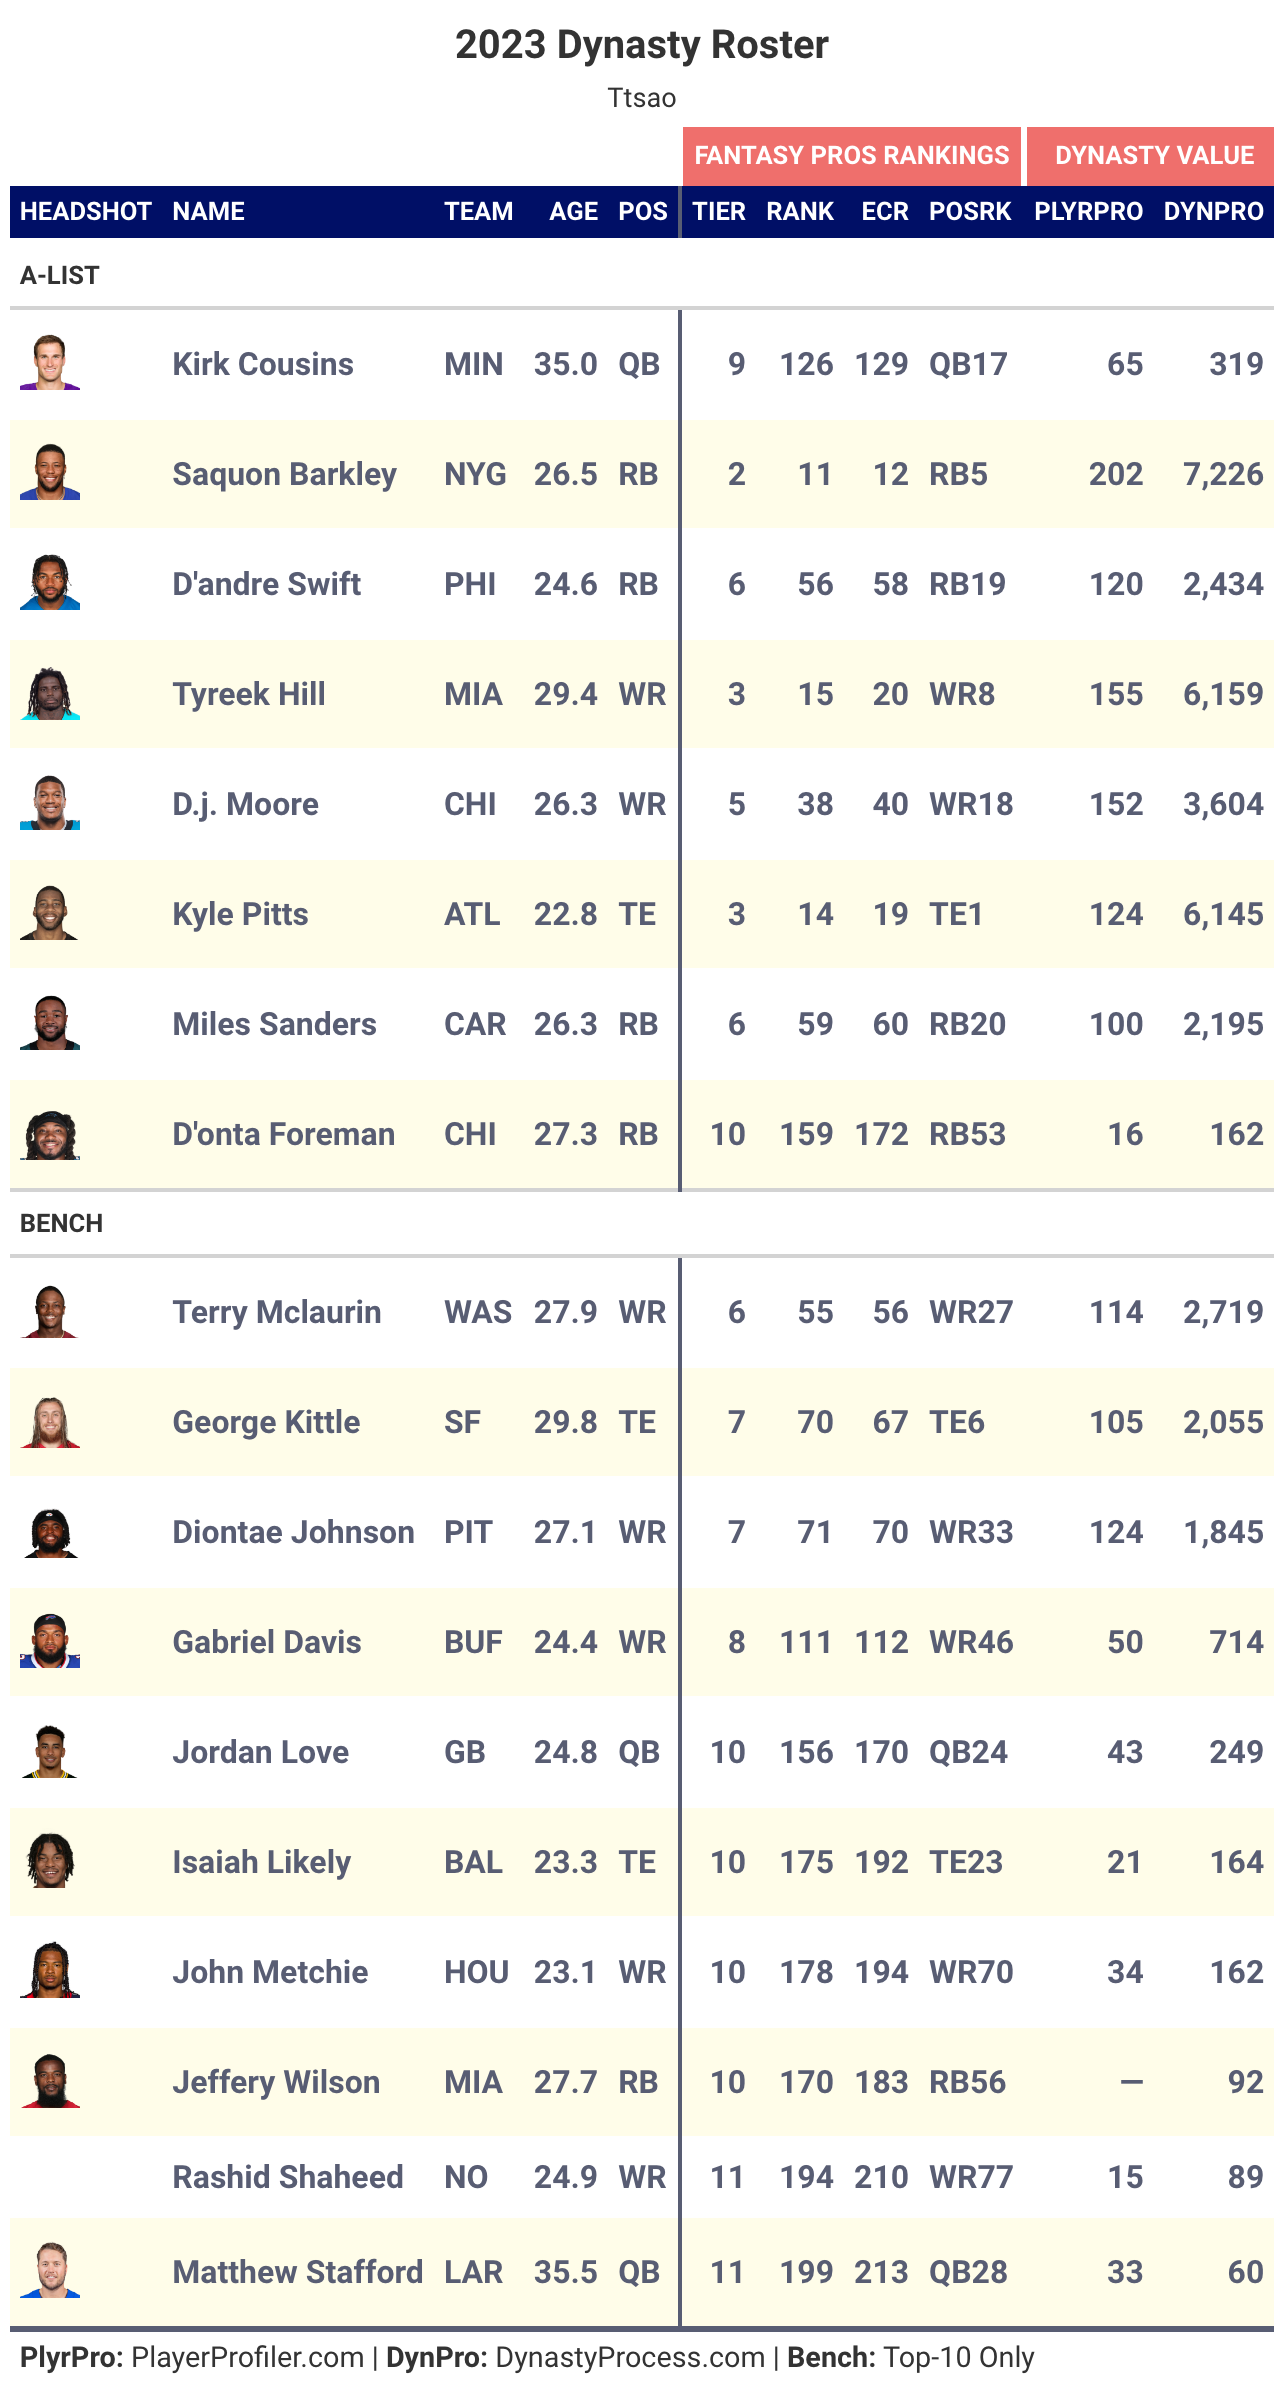 2023 Dynasty Roster
Ttsao
FANTASY PROS RANKINGS DYNASTY VALUE
HEADSHOT NAME TEAM AGE POS TIER RANK ECR POSRK PLYRPRO DYNPRO
A-LIST
Kirk Cousins MIN 35.0 QB 9 126 129 QB17 65 319
Saquon Barkley NYG 26.5 RB 2 11 12 RB5 202 7,226
D'andre Swift PHI 24.6 RB 6 56 58 RB19 120 2,434
Tyreek Hill MIA 29.4 WR 3 15 20 WR8 155 6,159
D.j. Moore CHI 26.3 WR 5 38 40 WR18 152 3,604
Kyle Pitts ATL 22.8 TE 3 14 19 TE1 124 6,145
Miles Sanders CAR 26.3 RB 6 59 60 RB20 100 2,195
D'onta Foreman CHI 27.3 RB 10 159 172 RB53 16 162
BENCH
Terry Mclaurin WAS 27.9 WR 6 55 56 WR27 114 2,719
George Kittle SF 29.8 TE 7 70 67 TE6 105 2,055
Diontae Johnson PIT 27.1 WR 7 71 70 WR33 124 1,845
Gabriel Davis BUF 24.4 WR 8 111 112 WR46 50 714
Jordan Love GB 24.8 QB 10 156 170 QB24 43 249
Isaiah Likely BAL 23.3 TE 10 175 192 TE23 21 164
John Metchie HOU 23.1 WR 10 178 194 WR70 34 162
Jeffery Wilson MIA 27.7 RB 10 170 183 RB56 — 92
Rashid Shaheed NO 24.9 WR 11 194 210 WR77 15 89
Matthew Stafford LAR 35.5 QB 11 199 213 QB28 33 60
PlyrPro: PlayerProfiler.com | DynPro: DynastyProcess.com | Bench: Top-10 Only